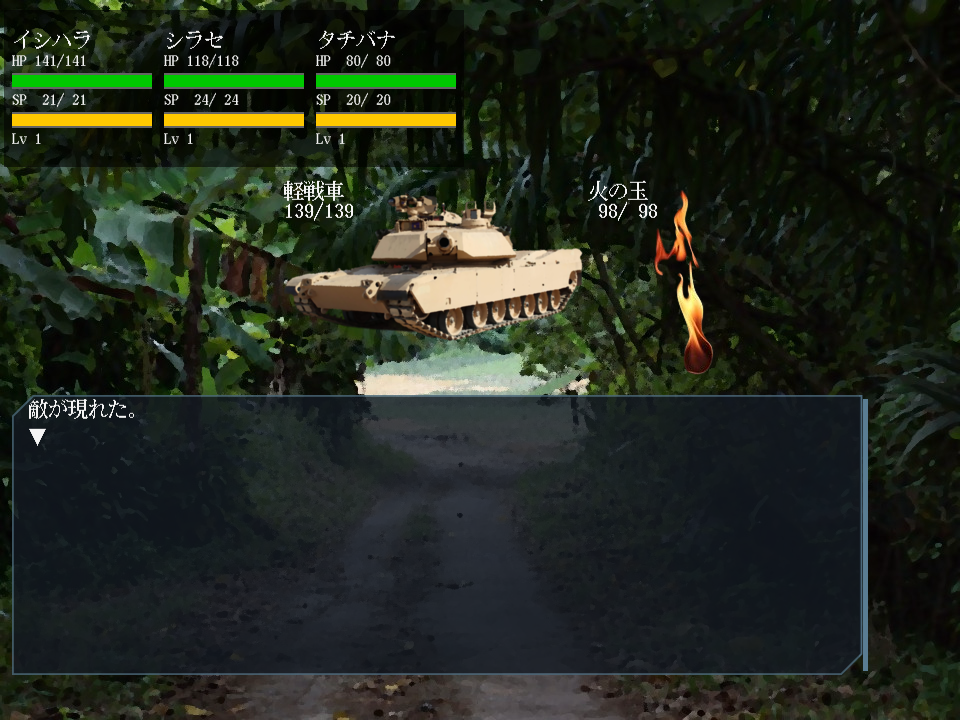 イシハラ シラセ タチバナ
HP 141/141 HP 118/118 HP 80/ 80
SP 21/ 21 SP 24/ 24 SP 20/ 20
Lv 1 Lv 1 Lv 1
軽戦車 火の玉
139/139 98/ 98
敵が現れた。
▼